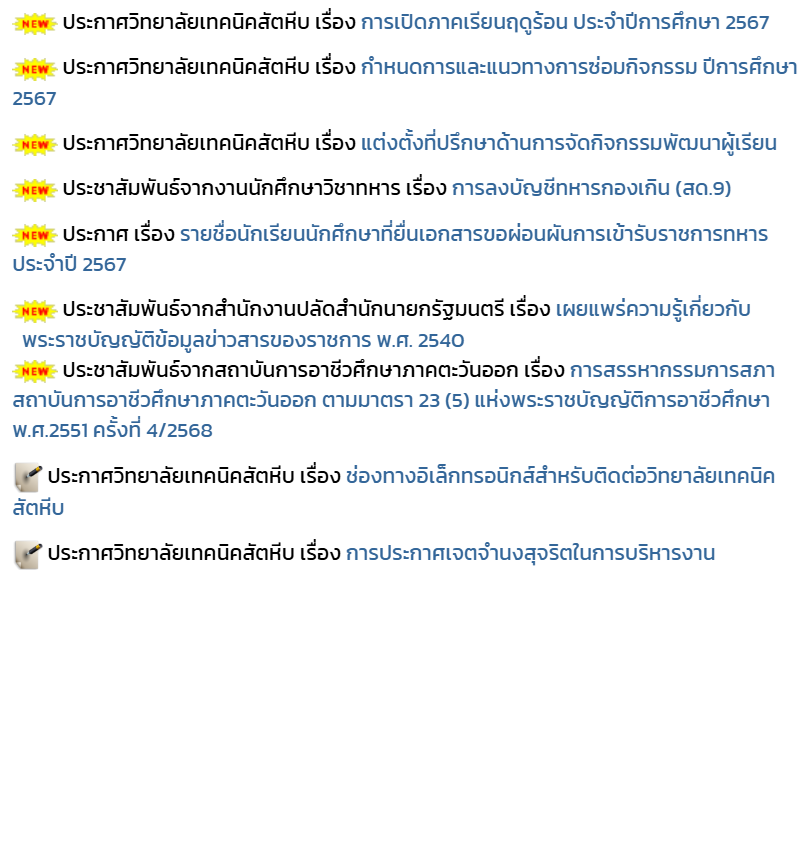 NEW ประกาศวิทยาลัยเทคนิคสัตหีบ เรื่อง การเปิดภาคเรียนฤดูร้อน ประจำปีการศึกษา 2567
NEW ประกาศวิทยาลัยเทคนิคสัตหีบ เรื่อง กำหนดการและแนวทางการซ่อมกิจกรรม ปีการศึกษา
2567
NEW ประกาศวิทยาลัยเทคนิคสัตหีบ เรื่อง แต่งตั้งที่ปรึกษาด้านการจัดกิจกรรมพัฒนาผู้เรียน
NEW ประชาสัมพันธ์จากงานนักศึกษาวิชาทหาร เรื่อง การลงบัญชีทหารกองเกิน (สด.9)
NEW ประกาศ เรื่อง รายชื่อนักเรียนนักศึกษาที่ยื่นเอกสารขอผ่อนผันการเข้ารับราชการทหาร
ประจำปี 2567
NEW ประชาสัมพันธ์จากสำนักงานปลัดสำนักนายกรัฐมนตรี เรื่อง เผยแพร่ความรู้เกี่ยวกับ
พระราชบัญญัติข้อมูลข่าวสารของราชการ พ.ศ. 2540
NEW ประชาสัมพันธ์จากสถาบันการอาชีวศึกษาภาคตะวันออก เรื่อง การสรรหากรรมการสภา
สถาบันการอาชีวศึกษาภาคตะวันออก ตามมาตรา 23 (5) แห่งพระราชบัญญัติการอาชีวศึกษา
พ.ศ.2551 ครั้งที่ 4/2568
ประกาศวิทยาลัยเทคนิคสัตหีบ เรื่อง ช่องทางอิเล็กทรอนิกส์สำหรับติดต่อวิทยาลัยเทคนิค
สัตหีบ
ประกาศวิทยาลัยเทคนิคสัตหีบ เรื่อง การประกาศเจตจำนงสุจริตในการบริหารงาน